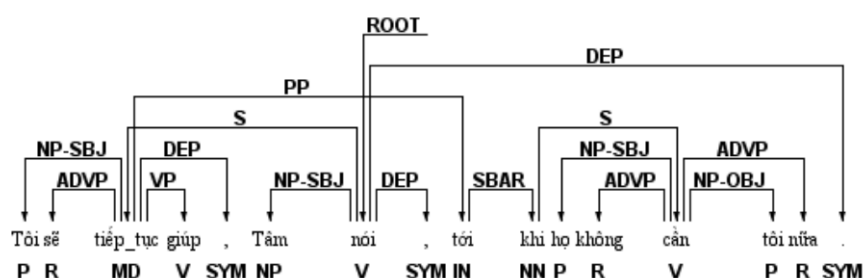 ROOT
DEP
PP
S S
NP-SBJ DEP NP-SBJ ADVP
ADVP VP NP-SBJ DEP SBAR ADVP NP-OBJ
Tôi sẽ tiếp_tục giúp , Tâm nói , tới khi họ không cần tôi nữa .
P R MD V SYM NP V SYM IN NN P R V P R SYM